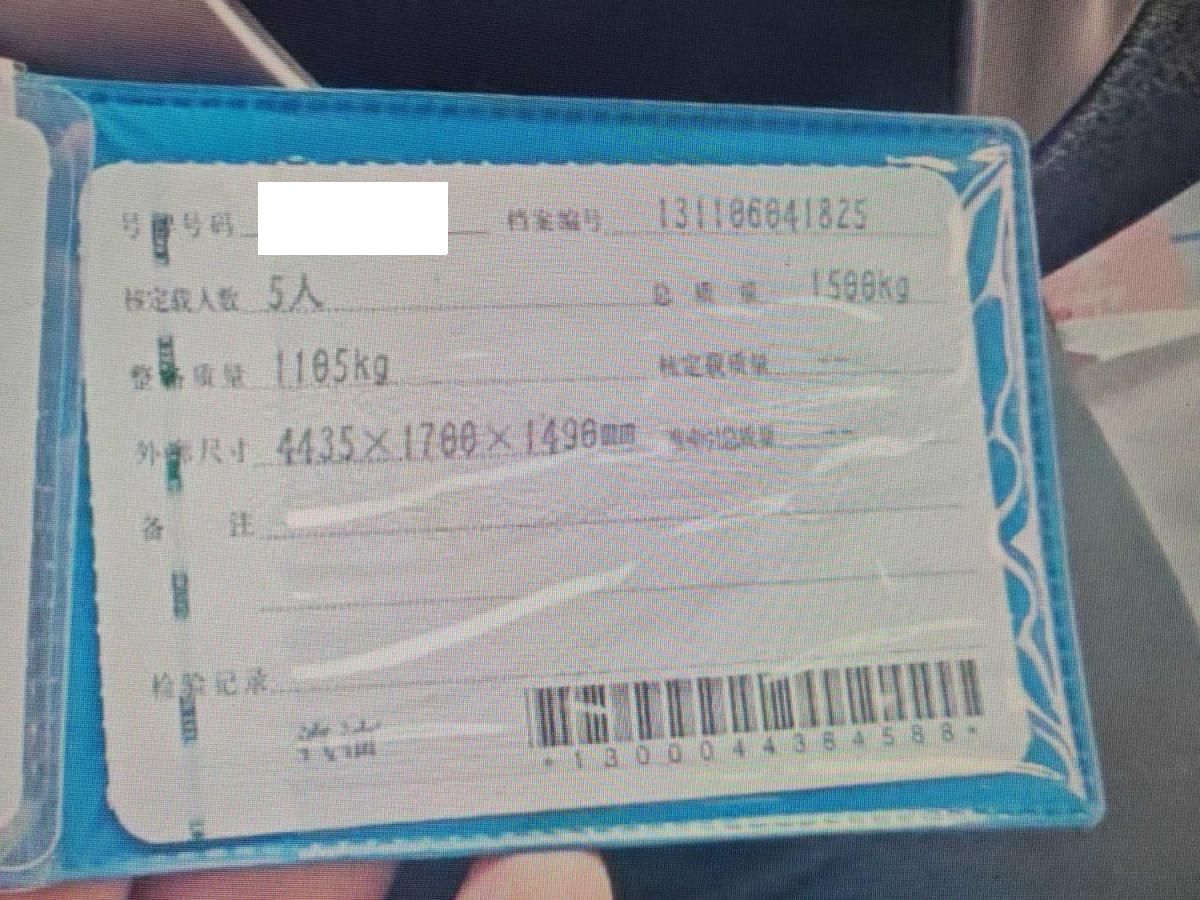 号牌号码 档案编号 131106041825
核定载人数 5人 总质量 1500kg
整备质量 1105kg 核定载质量 --
外廓尺寸 4435×1700×1490mm 准牵引总质量 --
备注
检验记录
*1300044364588*